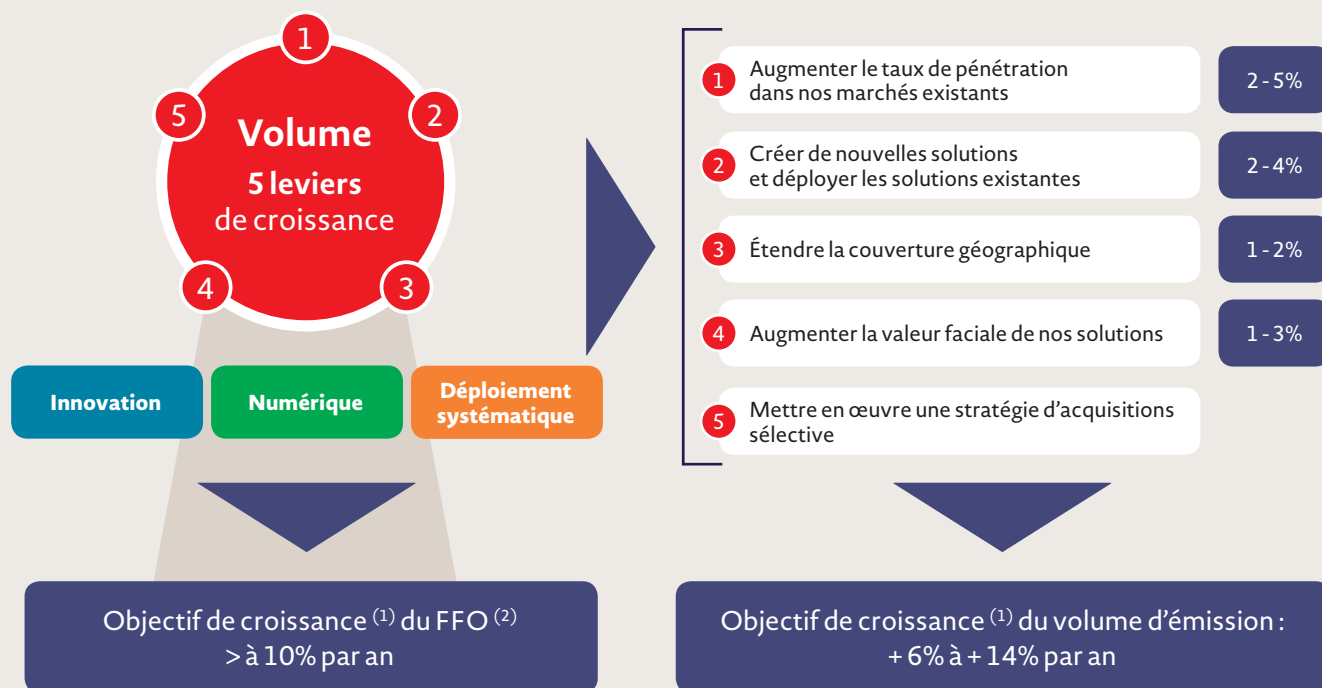 1
2
3
4
5
Volume
5 leviers
de croissance
Innovation
Numérique
Déploiement
systématique
Objectif de croissance (1) du FFO (2)
> à 10% par an
1
Augmenter le taux de pénétration
dans nos marchés existants
2 - 5%
2
Créer de nouvelles solutions
et déployer les solutions existantes
2 - 4%
3
Étendre la couverture géographique
1 - 2%
4
Augmenter la valeur faciale de nos solutions
1 - 3%
5
Mettre en œuvre une stratégie d’acquisitions
sélective
Objectif de croissance (1) du volume d’émission :
+ 6% à + 14% par an